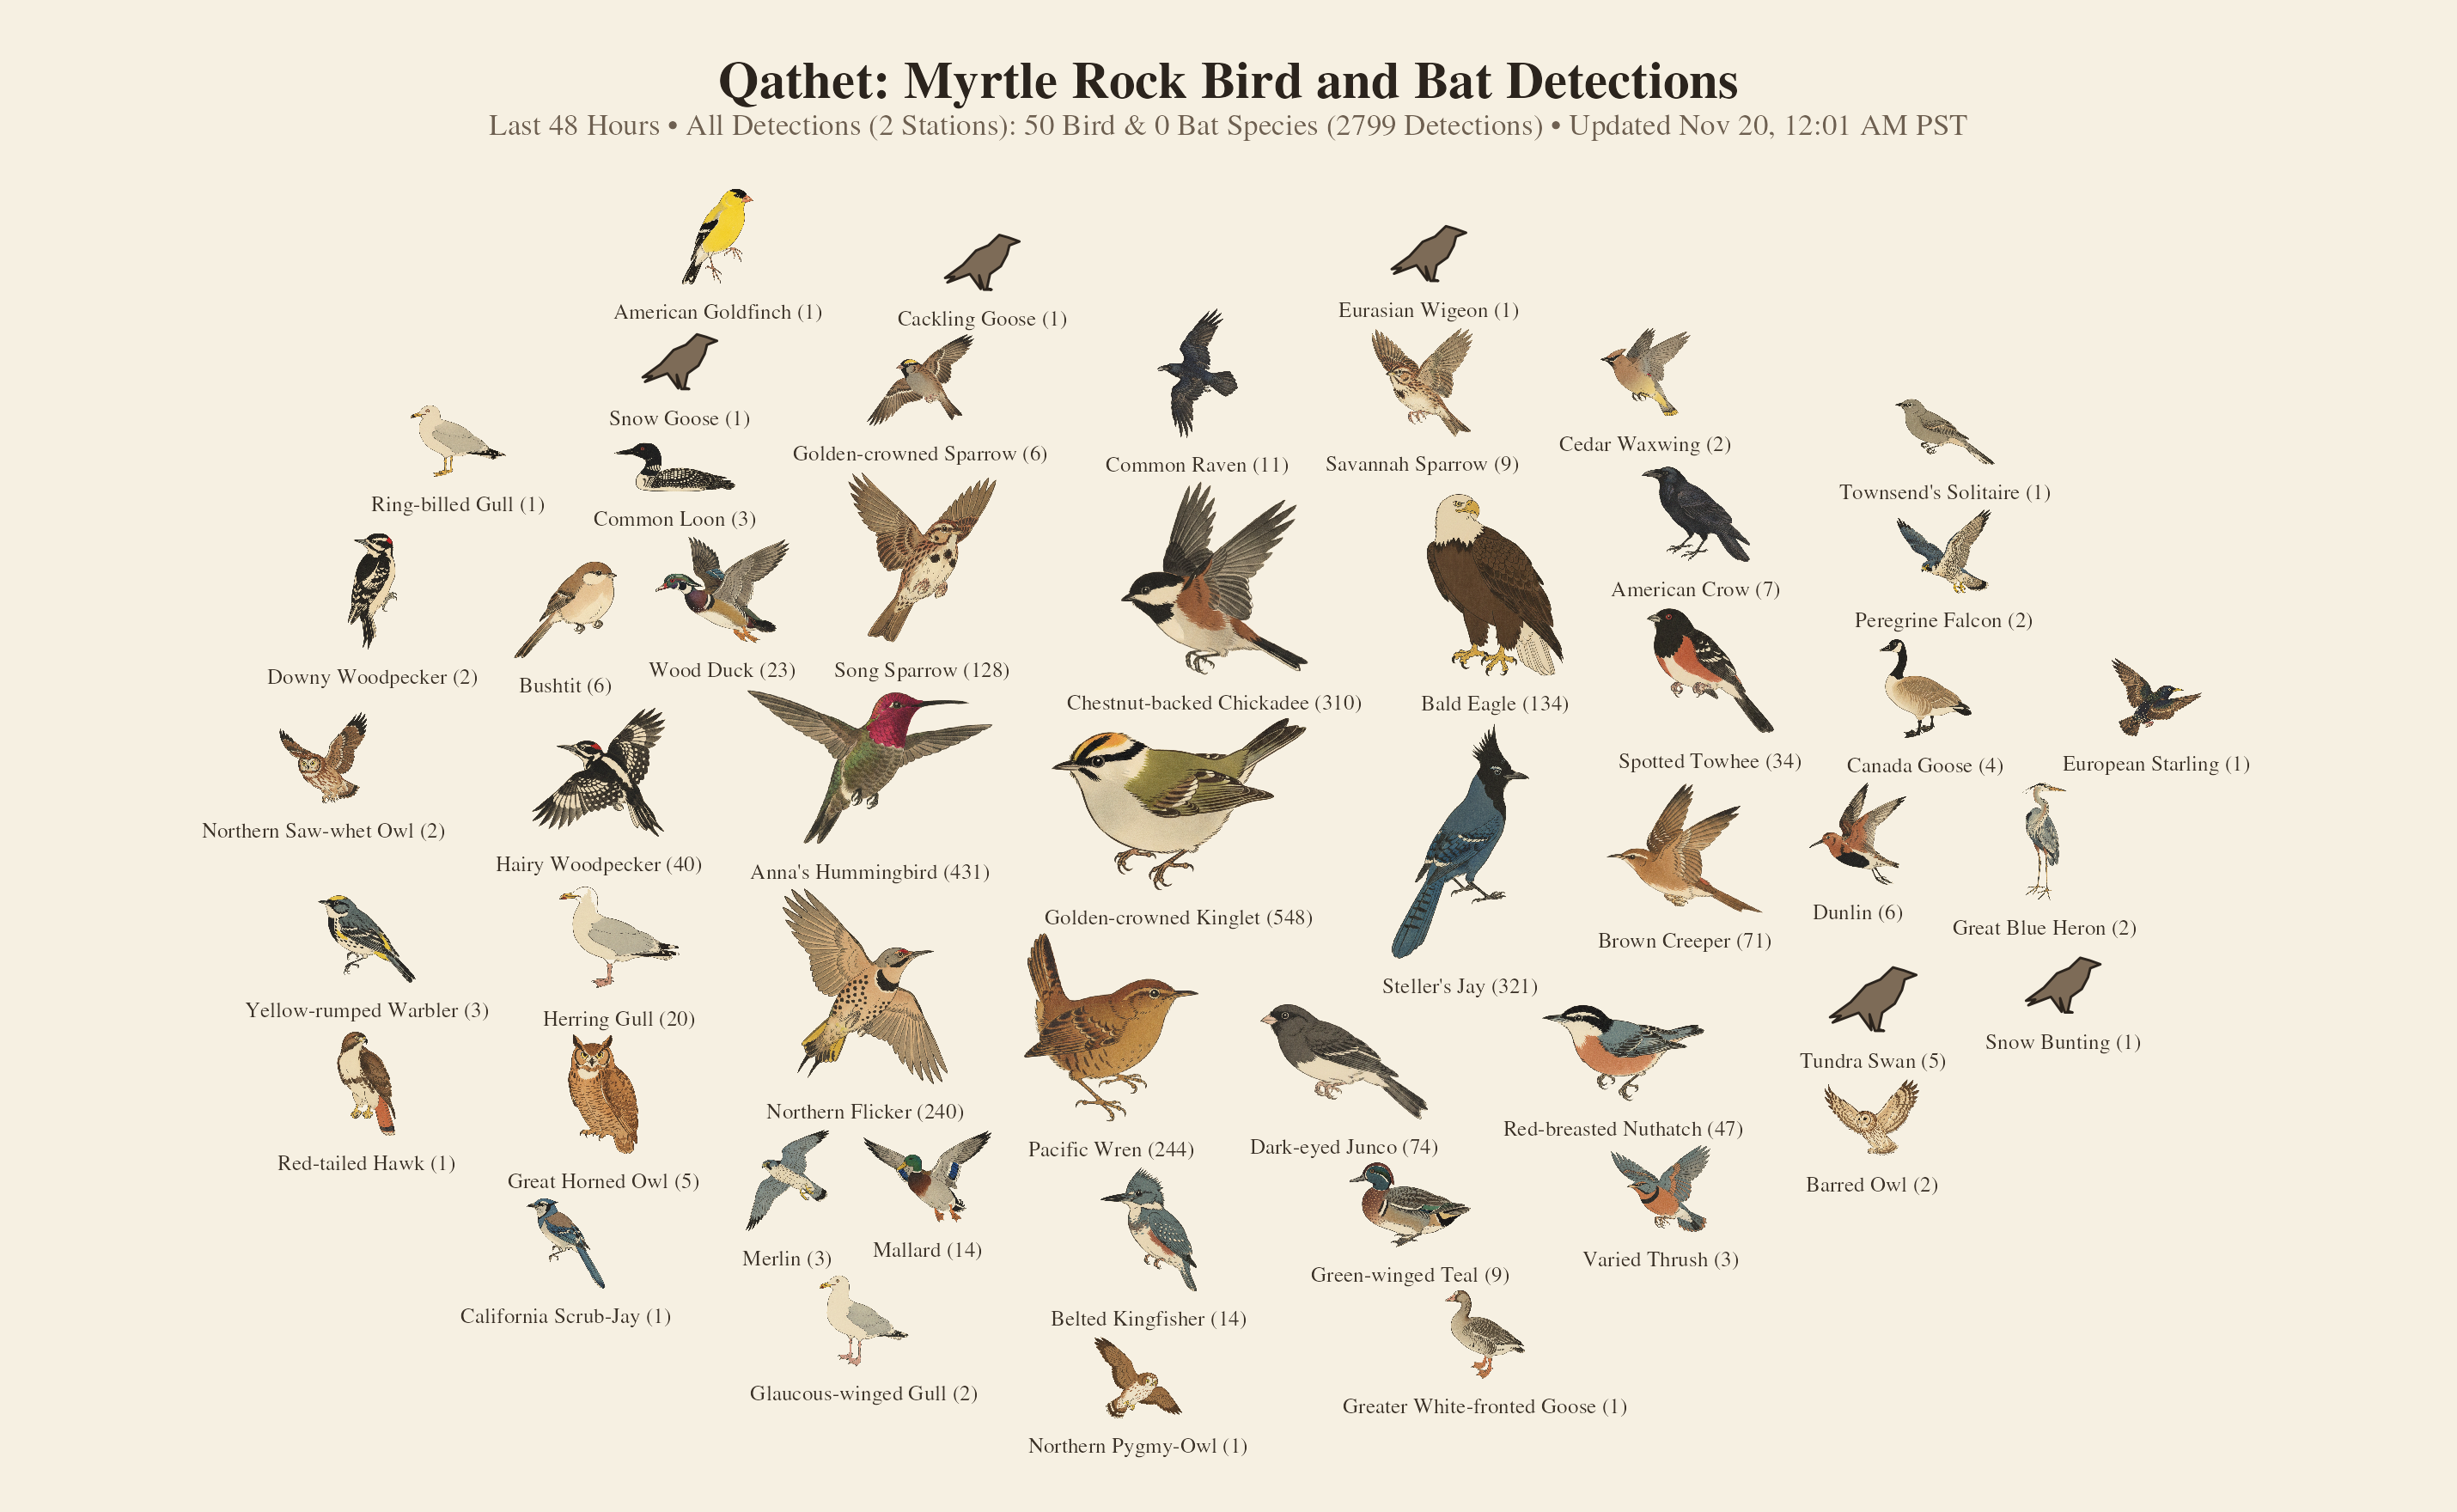 Qathet: Myrtle Rock Bird and Bat Detections
Last 48 Hours • All Detections (2 Stations): 50 Bird & 0 Bat Species (2799 Detections) • Updated Nov 20, 12:01 AM PST
American Goldfinch (1)
Cackling Goose (1)
Eurasian Wigeon (1)
Snow Goose (1)
Golden-crowned Sparrow (6)
Common Raven (11)
Savannah Sparrow (9)
Cedar Waxwing (2)
Townsend's Solitaire (1)
Ring-billed Gull (1)
Common Loon (3)
American Crow (7)
Peregrine Falcon (2)
Downy Woodpecker (2)
Bushtit (6)
Wood Duck (23)
Song Sparrow (128)
Chestnut-backed Chickadee (310)
Bald Eagle (134)
Spotted Towhee (34)
Canada Goose (4)
European Starling (1)
Northern Saw-whet Owl (2)
Hairy Woodpecker (40)
Anna's Hummingbird (431)
Golden-crowned Kinglet (548)
Steller's Jay (321)
Brown Creeper (71)
Dunlin (6)
Great Blue Heron (2)
Yellow-rumped Warbler (3)
Herring Gull (20)
Tundra Swan (5)
Snow Bunting (1)
Northern Flicker (240)
Pacific Wren (244)
Dark-eyed Junco (74)
Red-breasted Nuthatch (47)
Red-tailed Hawk (1)
Great Horned Owl (5)
Barred Owl (2)
Merlin (3)
Mallard (14)
Green-winged Teal (9)
Varied Thrush (3)
California Scrub-Jay (1)
Belted Kingfisher (14)
Glaucous-winged Gull (2)
Greater White-fronted Goose (1)
Northern Pygmy-Owl (1)